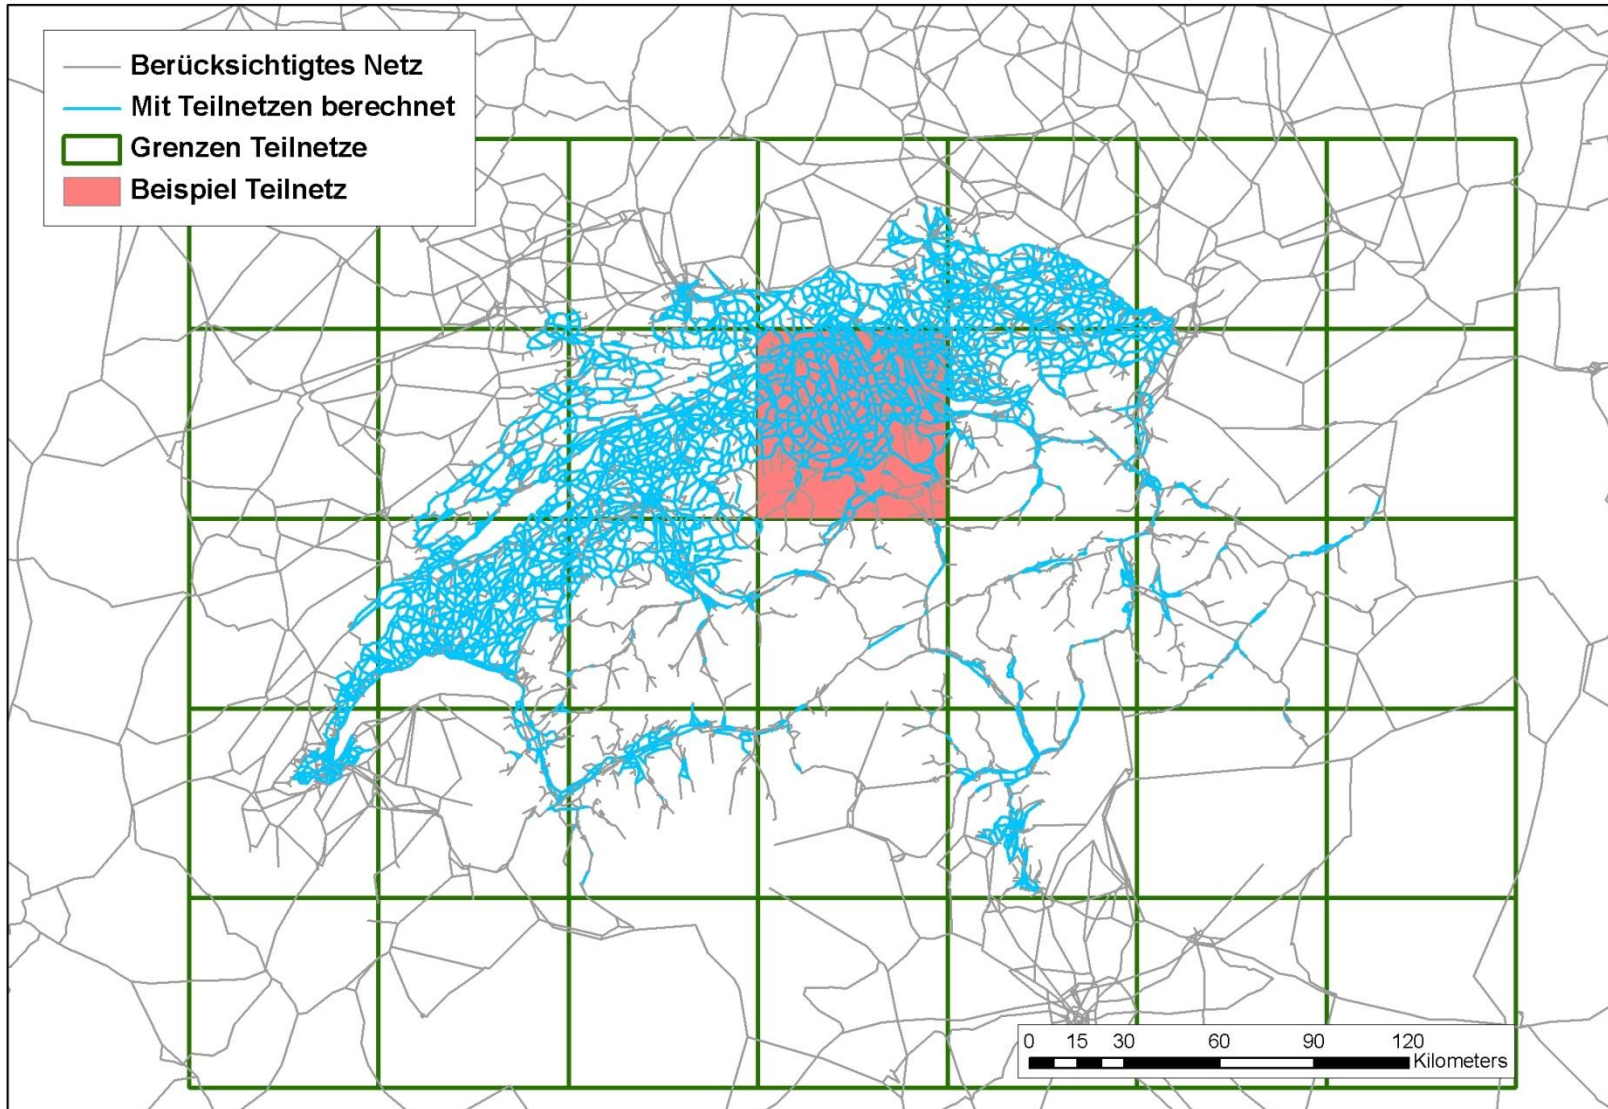 Berücksichtigtes Netz
Mit Teilnetzen berechnet
Grenzen Teilnetze
Beispiel Teilnetz
0 15 30 60 90 120
Kilometers